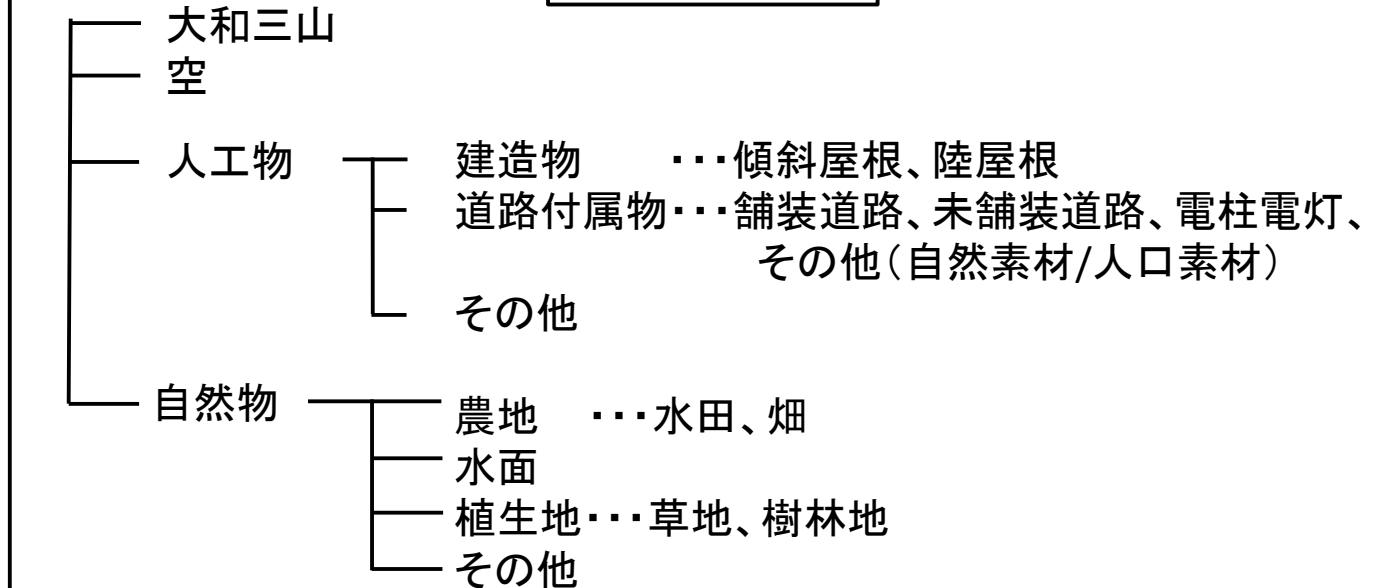 大和三山
空
人工物 建造物 ・・・傾斜屋根、陸屋根
道路付属物・・・舗装道路、未舗装道路、電柱電灯、
その他(自然素材/人口素材)
その他
自然物 農地 ・・・水田、畑
水面
植生地・・・草地、樹林地
その他